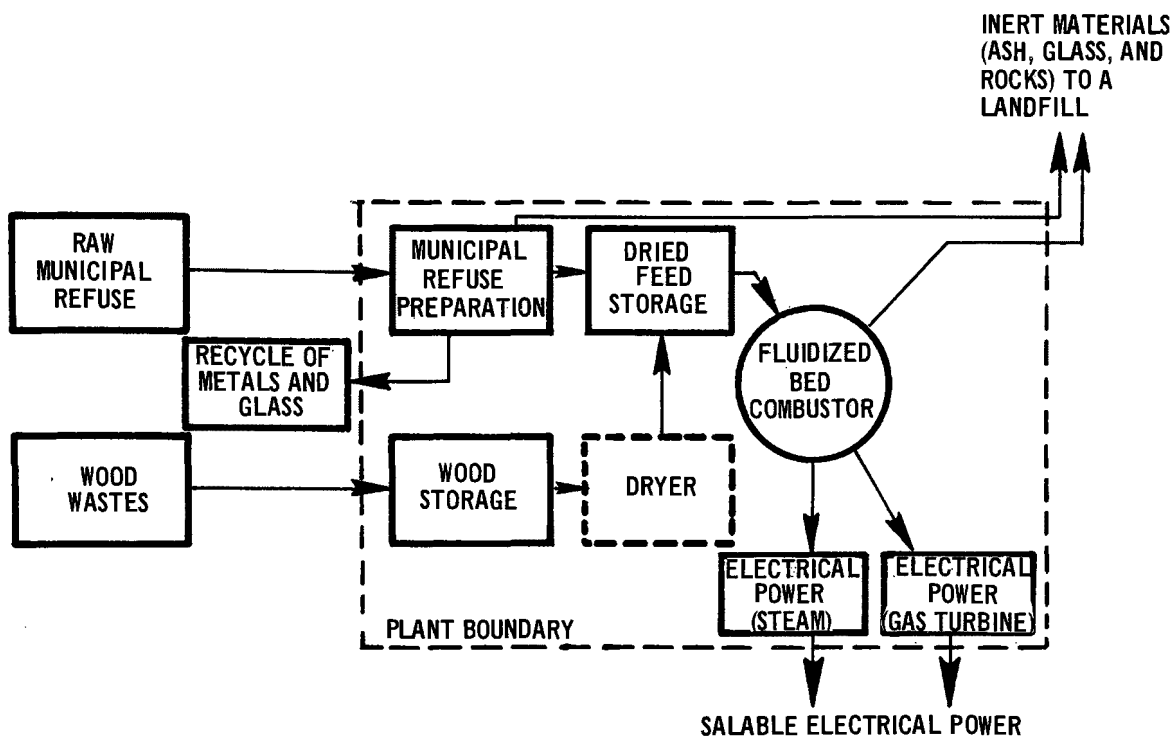 INERT MATERIALS
(ASH, GLASS, AND
ROCKS) TO A
LANDFILL
RAW
MUNICIPAL
REFUSE
MUNICIPAL
REFUSE
PREPARATION
DRIED
FEED
STORAGE
RECYCLE OF
METALS AND
GLASS
FLUIDIZED
BED
COMBUSTOR
WOOD
WASTES
WOOD
STORAGE
DRYER
ELECTRICAL
POWER
(STEAM)
ELECTRICAL
POWER
(GAS TURBINE)
PLANT BOUNDARY
SALABLE ELECTRICAL POWER